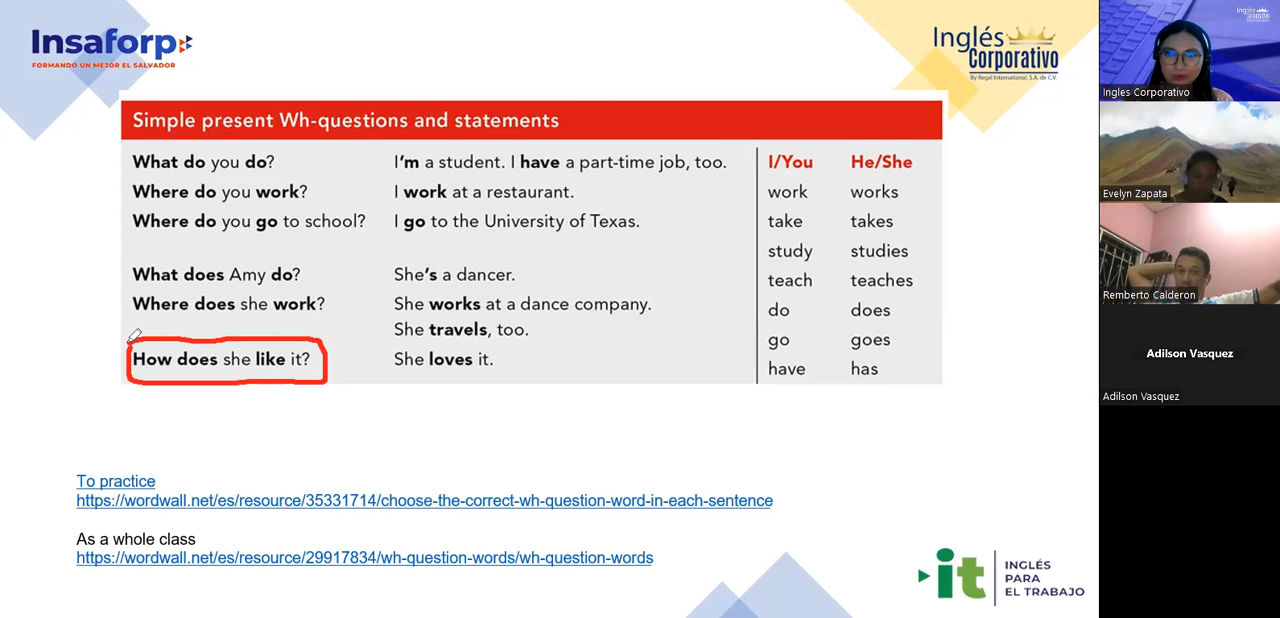 Insaforp
FORMANDO UN MEJOR EL SALVADOR
Inglés
Corporativo
By Regal International, S.A. de C.V.
Simple present Wh-questions and statements
What do you do? I'm a student. I have a part-time job, too. I/You He/She
Where do you work? I work at a restaurant. work works
Where do you go to school? I go to the University of Texas. take takes
study studies
What does Amy do? She's a dancer. teach teaches
Where does she work? She works at a dance company. do does
She travels, too.
go goes
How does she like it? She loves it. have has
To practice
https://wordwall.net/es/resource/35331714/choose-the-correct-wh-question-word-in-each-sentence
As a whole class
https://wordwall.net/es/resource/29917834/wh-question-words/wh-question-words
it
INGLÉS
PARA
EL TRABAJO
Inglés
Corporativo
Ingles Corporativo
Evelyn Zapata
Remberto Calderon
Adilson Vasquez
Adilson Vasquez